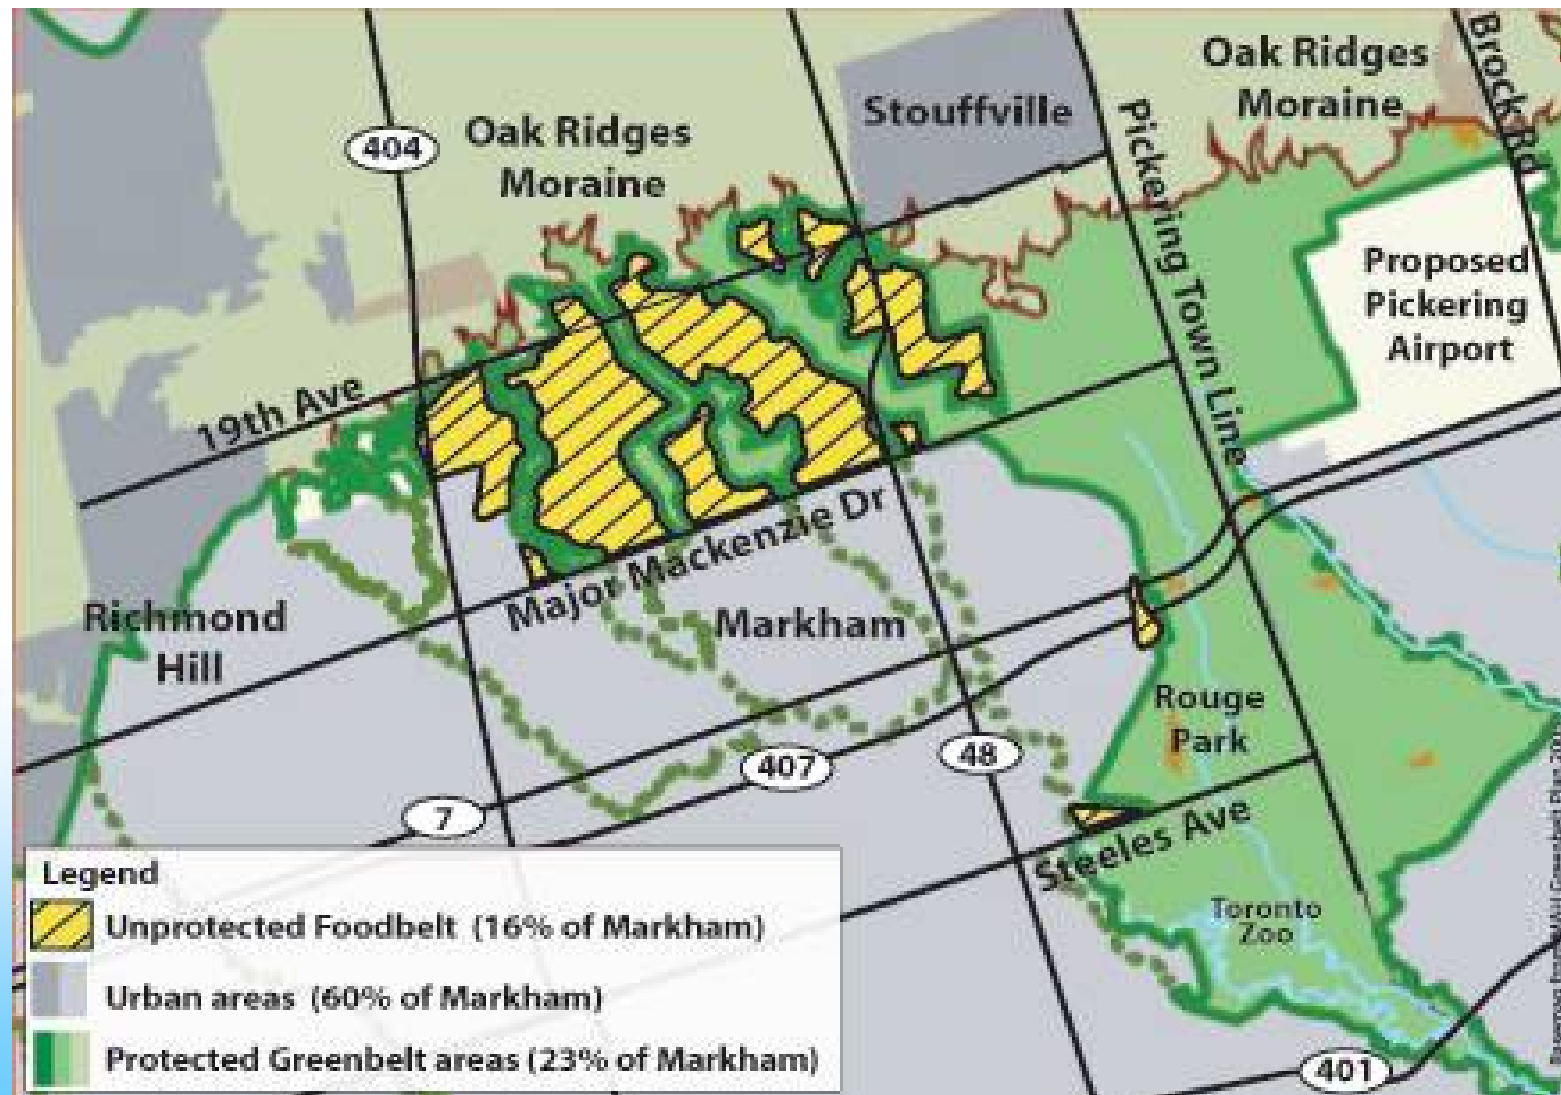 Oak Ridges
Moraine
Brock Rd
Stouffville
404
Oak Ridges
Moraine
Pickering Town Line
Proposed
Pickering
Airport
19th Ave
Major Mackenzie Dr
Richmond
Hill
Markham
Rouge
Park
48
407
7
Steeles Ave
Toronto
Zoo
401
Legend
Unprotected Foodbelt (16% of Markham)
Urban areas (60% of Markham)
Protected Greenbelt areas (23% of Markham)